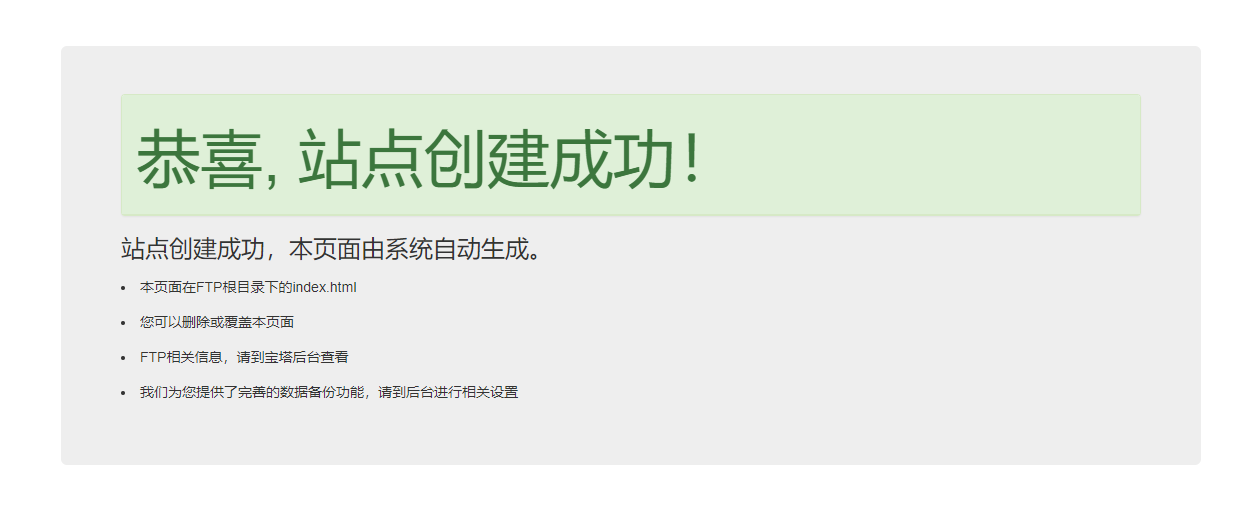 恭喜, 站点创建成功！
站点创建成功，本页面由系统自动生成。
本页面在FTP根目录下的index.html
您可以删除或覆盖本页面
FTP相关信息，请到宝塔后台查看
我们为您提供了完善的数据备份功能，请到后台进行相关设置